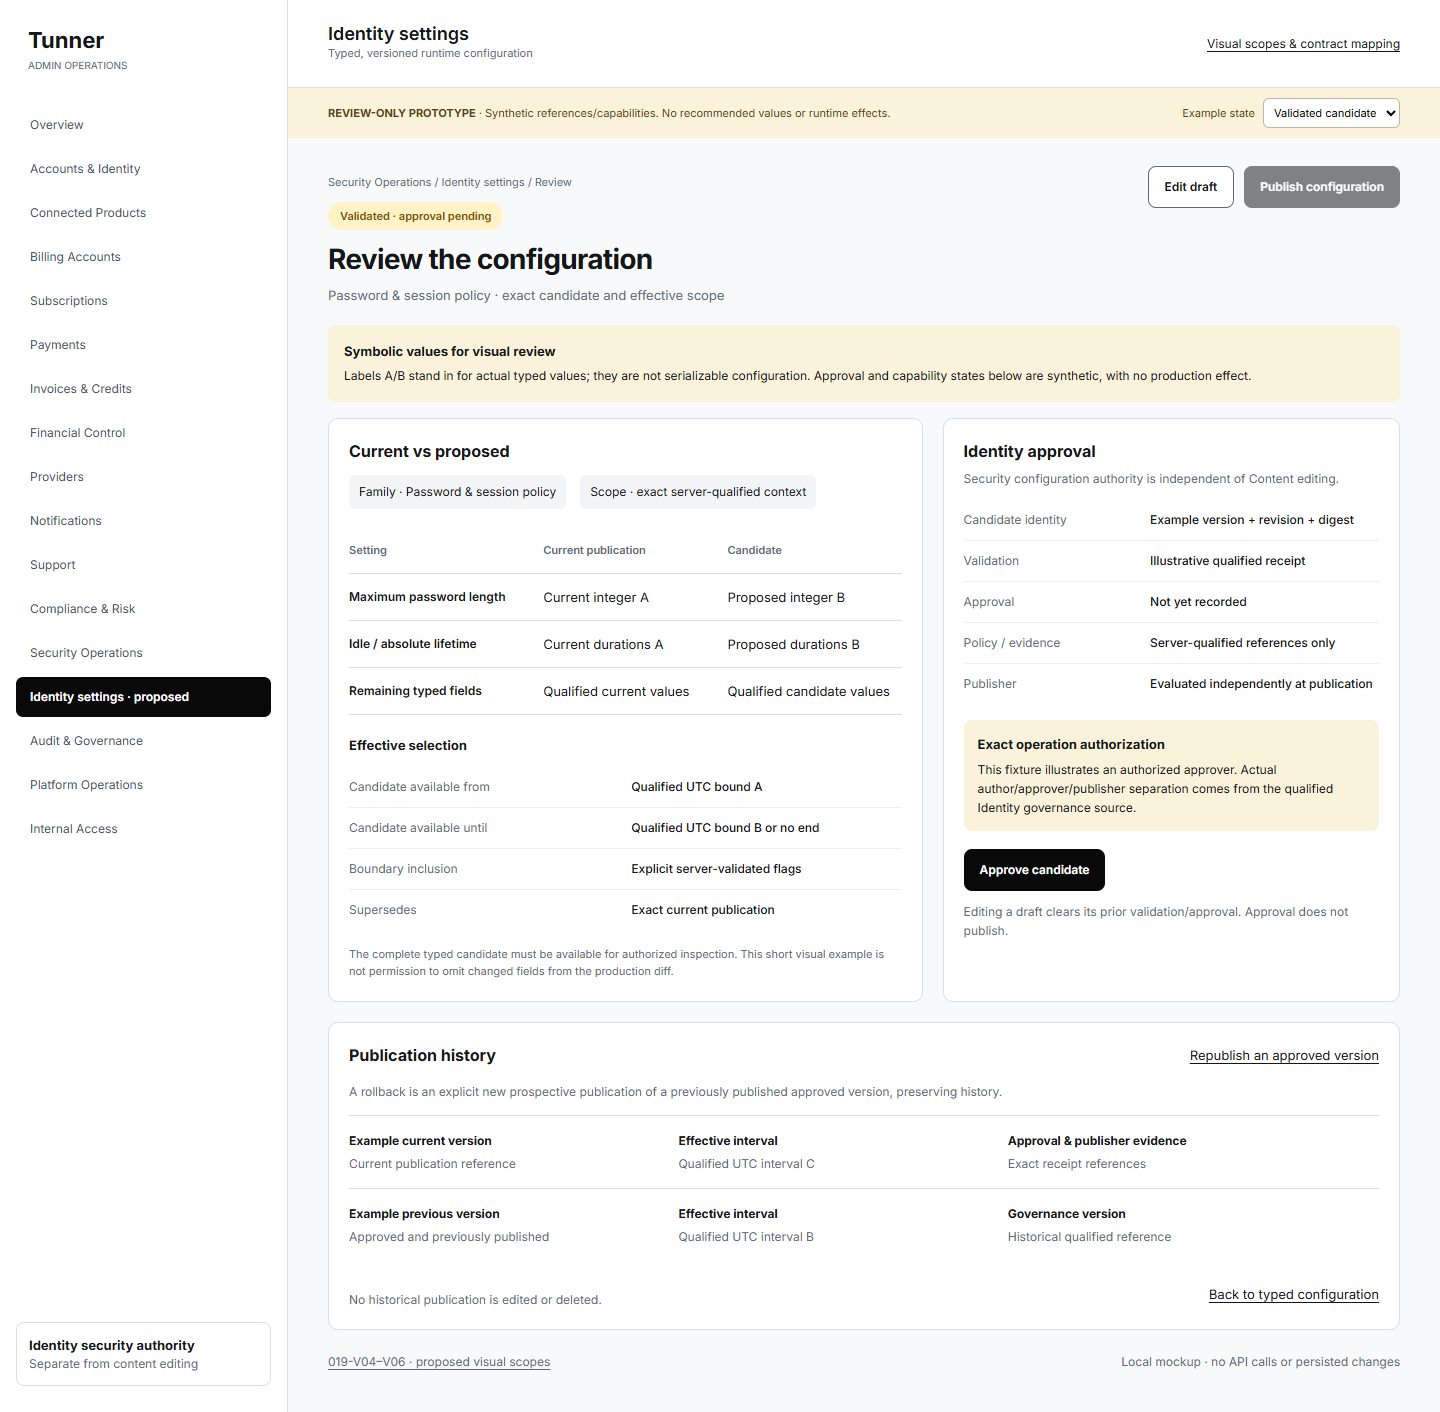 Tunner
ADMIN OPERATIONS
Overview
Accounts & Identity
Connected Products
Billing Accounts
Subscriptions
Payments
Invoices & Credits
Financial Control
Providers
Notifications
Support
Compliance & Risk
Security Operations
Identity settings · proposed
Audit & Governance
Platform Operations
Internal Access
Identity security authority
Separate from content editing
Identity settings
Typed, versioned runtime configuration
Visual scopes & contract mapping
REVIEW-ONLY PROTOTYPE · Synthetic references/capabilities. No recommended values or runtime effects.
Example state
Validated candidate
Security Operations / Identity settings / Review
Edit draft
Publish configuration
Validated · approval pending
Review the configuration
Password & session policy · exact candidate and effective scope
Symbolic values for visual review
Labels A/B stand in for actual typed values; they are not serializable configuration. Approval and capability states below are synthetic, with no production effect.
Current vs proposed
Family · Password & session policy
Scope · exact server-qualified context
Setting Current publication Candidate
Maximum password length Current integer A Proposed integer B
Idle / absolute lifetime Current durations A Proposed durations B
Remaining typed fields Qualified current values Qualified candidate values
Effective selection
Candidate available from Qualified UTC bound A
Candidate available until Qualified UTC bound B or no end
Boundary inclusion Explicit server-validated flags
Supersedes Exact current publication
The complete typed candidate must be available for authorized inspection. This short visual example is
not permission to omit changed fields from the production diff.
Identity approval
Security configuration authority is independent of Content editing.
Candidate identity Example version + revision + digest
Validation Illustrative qualified receipt
Approval Not yet recorded
Policy / evidence Server-qualified references only
Publisher Evaluated independently at publication
Exact operation authorization
This fixture illustrates an authorized approver. Actual
author/approver/publisher separation comes from the qualified
Identity governance source.
Approve candidate
Editing a draft clears its prior validation/approval. Approval does not
publish.
Publication history
Republish an approved version
A rollback is an explicit new prospective publication of a previously published approved version, preserving history.
Example current version Effective interval Approval & publisher evidence
Current publication reference Qualified UTC interval C Exact receipt references
Example previous version Effective interval Governance version
Approved and previously published Qualified UTC interval B Historical qualified reference
No historical publication is edited or deleted.
Back to typed configuration
019-V04–V06 · proposed visual scopes
Local mockup · no API calls or persisted changes